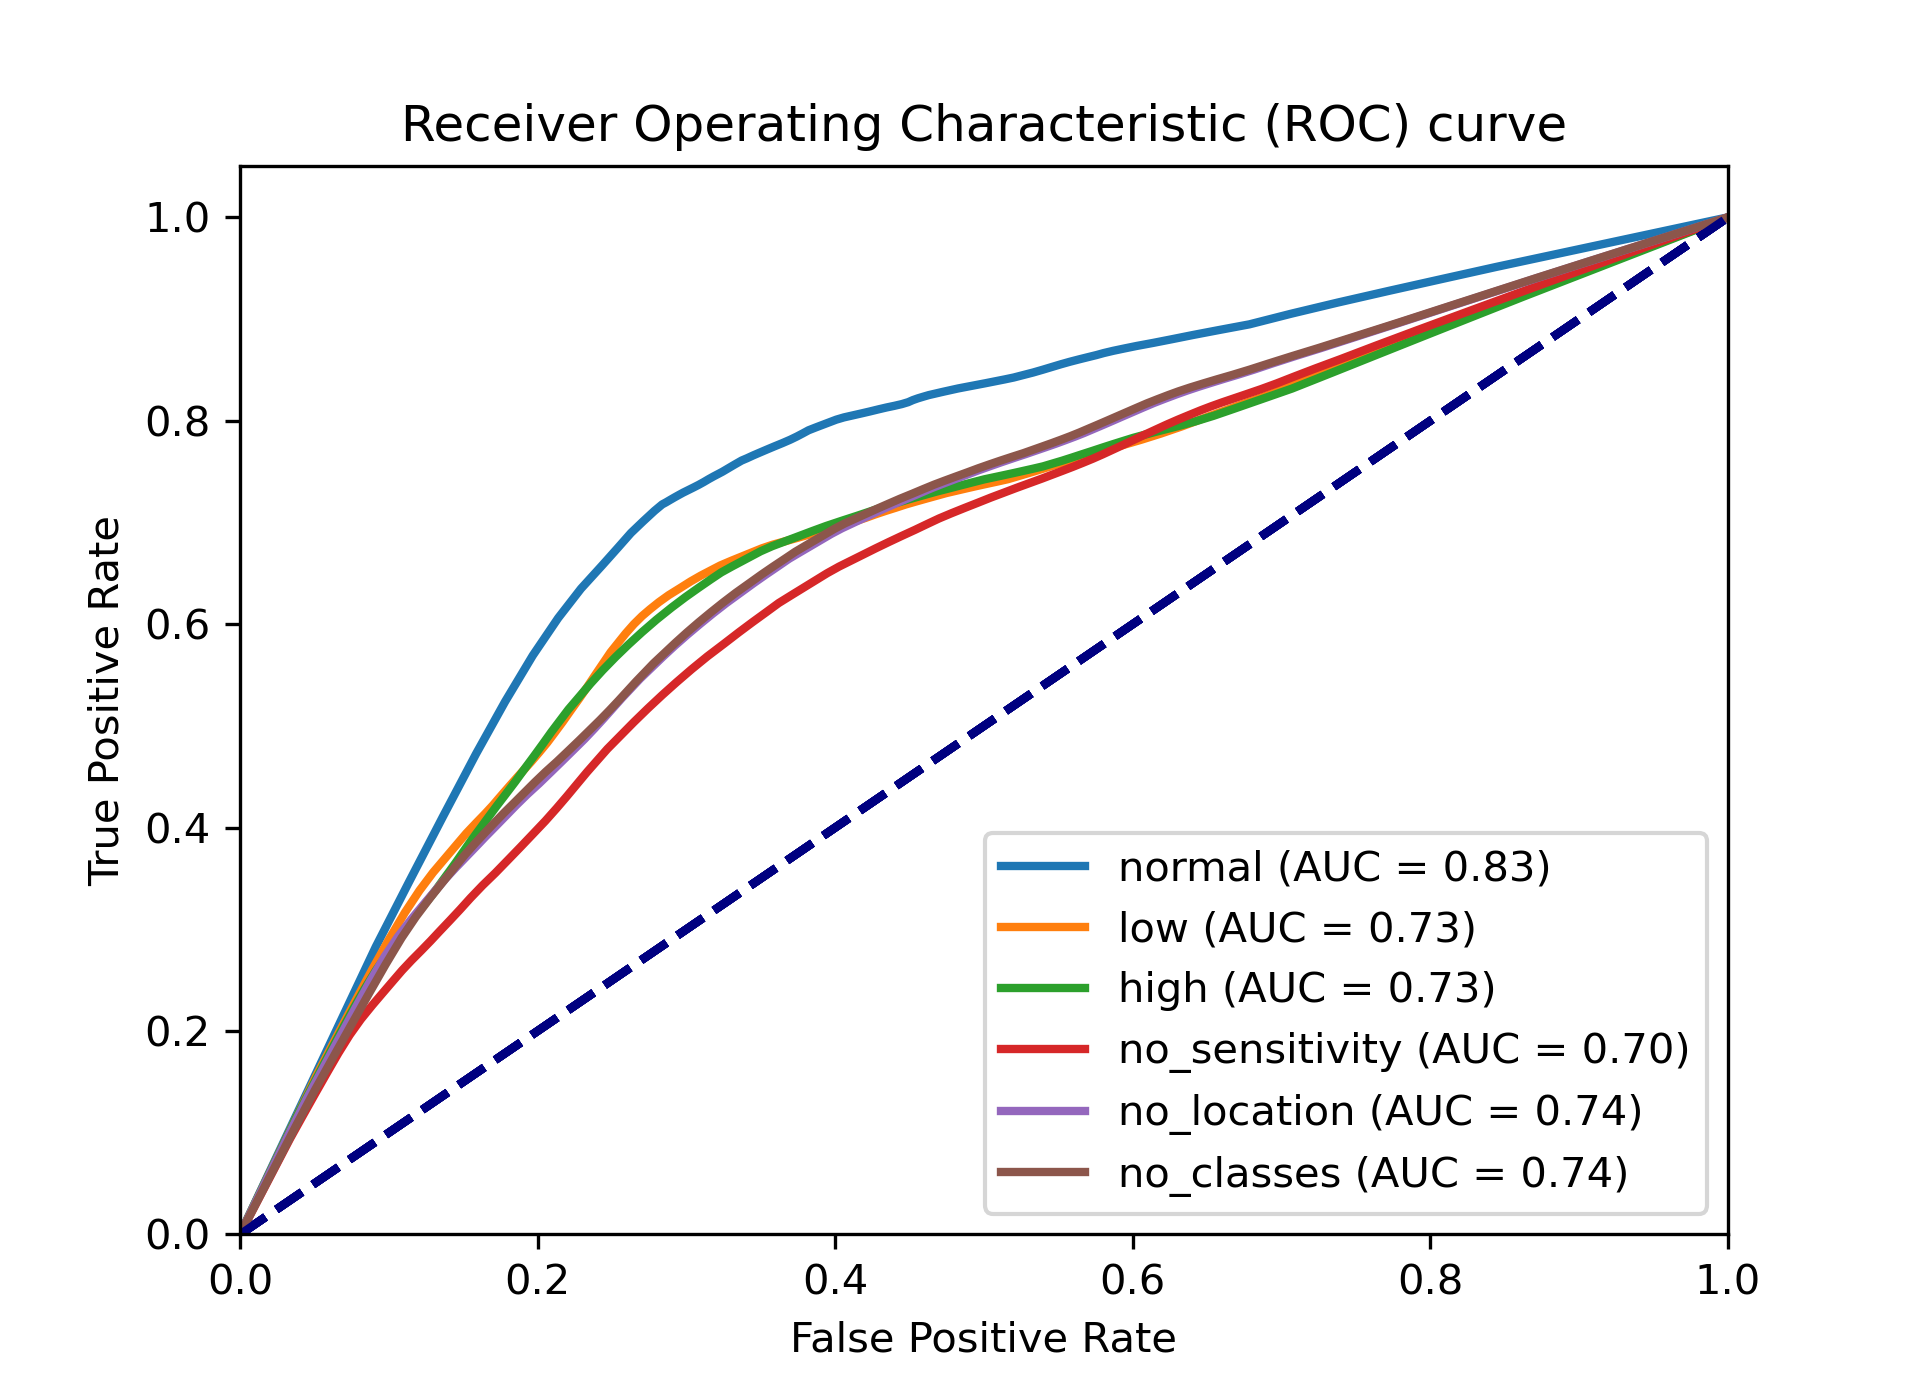 Receiver Operating Characteristic (ROC) curve
1.0
0.8
0.6
0.4
0.2
0.0
True Positive Rate
normal (AUC = 0.83)
low (AUC = 0.73)
high (AUC = 0.73)
no_sensitivity (AUC = 0.70)
no_location (AUC = 0.74)
no_classes (AUC = 0.74)
0.0 0.2 0.4 0.6 0.8 1.0
False Positive Rate